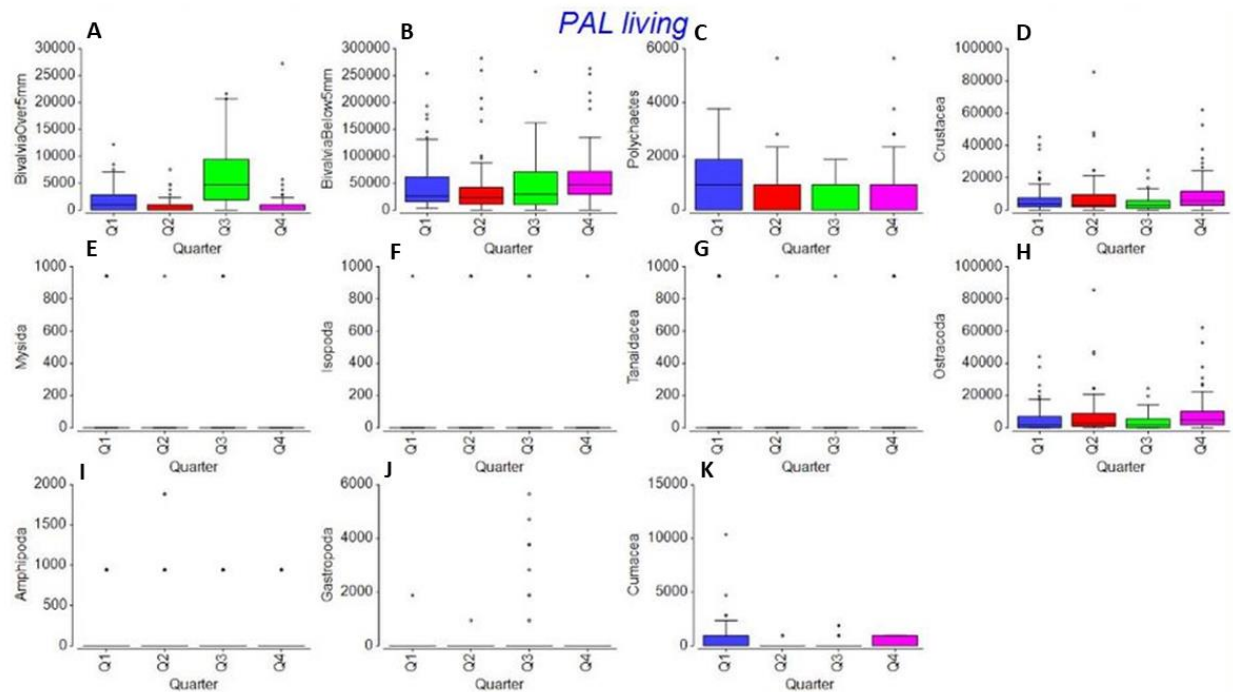 PAL living
A
BivalviaOver5mm
30000
25000
20000
15000
10000
5000
0
Q1 Q2 Q3 Q4
Quarter
B
BivalviaBelow5mm
300000
250000
200000
150000
100000
50000
0
Q1 Q2 Q3 Q4
Quarter
C
Polychaetes
6000
4000
2000
0
Q1 Q2 Q3 Q4
Quarter
D
Crustacea
100000
80000
60000
40000
20000
0
Q1 Q2 Q3 Q4
Quarter
E
Mysida
1000
800
600
400
200
0
Q1 Q2 Q3 Q4
Quarter
F
Isopoda
1000
800
600
400
200
0
Q1 Q2 Q3 Q4
Quarter
G
Tanaidacea
1000
800
600
400
200
0
Q1 Q2 Q3 Q4
Quarter
H
Ostracoda
100000
80000
60000
40000
20000
0
Q1 Q2 Q3 Q4
Quarter
I
Amphipoda
2000
1500
1000
500
0
Q1 Q2 Q3 Q4
Quarter
J
Gastropoda
6000
4000
2000
0
Q1 Q2 Q3 Q4
Quarter
K
Cumacea
15000
10000
5000
0
Q1 Q2 Q3 Q4
Quarter